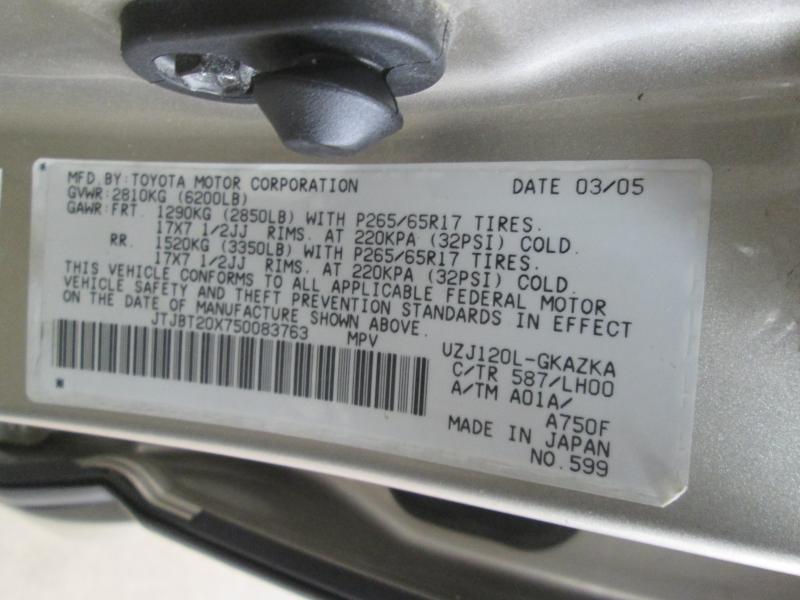 MFD. BY: TOYOTA MOTOR CORPORATION DATE 03/05
GVWR: 2810KG (6200LB)
GAWR: FRT. 1290KG (2850LB) WITH P265/65R17 TIRES.
17X7 1/2JJ RIMS. AT 220KPA (32PSI) COLD.
RR. 1520KG (3350LB) WITH P265/65R17 TIRES.
17X7 1/2JJ RIMS. AT 220KPA (32PSI) COLD.
THIS VEHICLE CONFORMS TO ALL APPLICABLE FEDERAL MOTOR
VEHICLE SAFETY AND THEFT PREVENTION STANDARDS IN EFFECT
ON THE DATE OF MANUFACTURE SHOWN ABOVE.
JTJBT20X750083763 MPV
UZJ120L-GKAZKA
C/TR 587/LH00
A/TM A01A/
A750F
MADE IN JAPAN
NO. 599